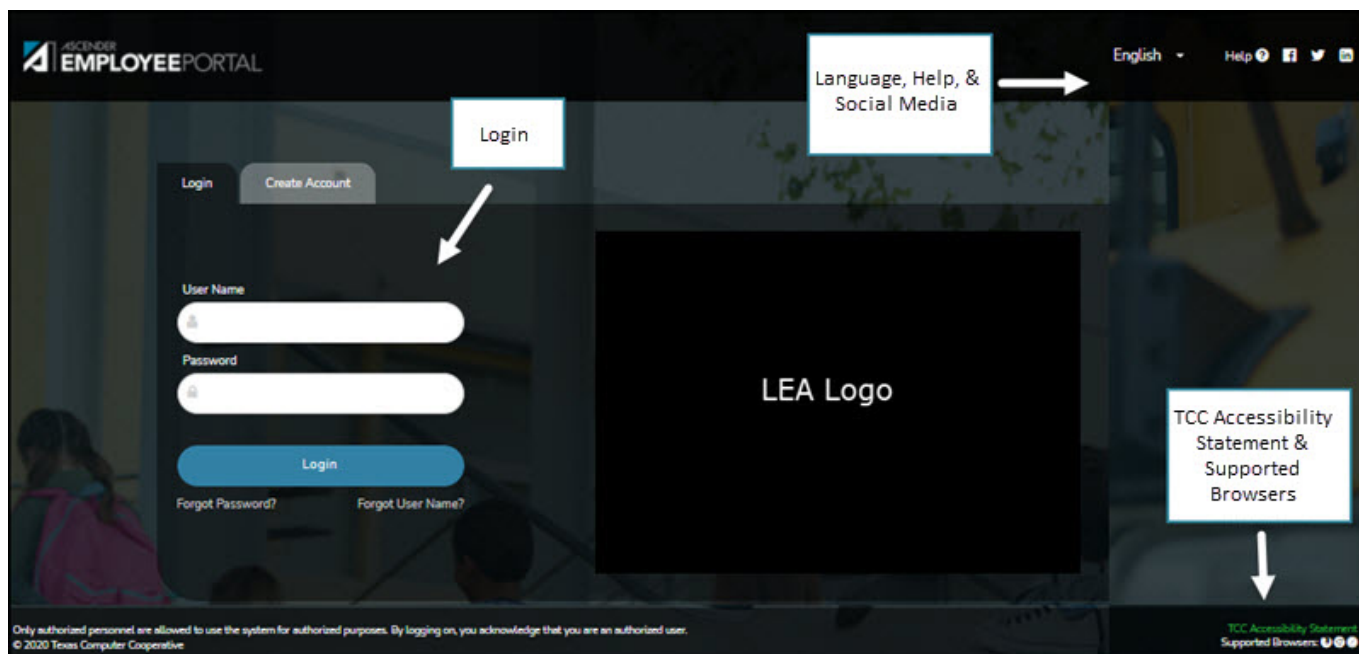 ASCENDER
EMPLOYEEPORTAL
English
Help
Language, Help, &
Social Media
Login
Login
Create Account
User Name
Password
Login
Forgot Password?
Forgot User Name?
LEA Logo
TCC Accessibility
Statement &
Supported
Browsers
Only authorized personnel are allowed to use the system for authorized purposes. By logging on, you acknowledge that you are an authorized user.
© 2020 Texas Computer Cooperative
TCC Accessibility Statement
Supported Browsers: